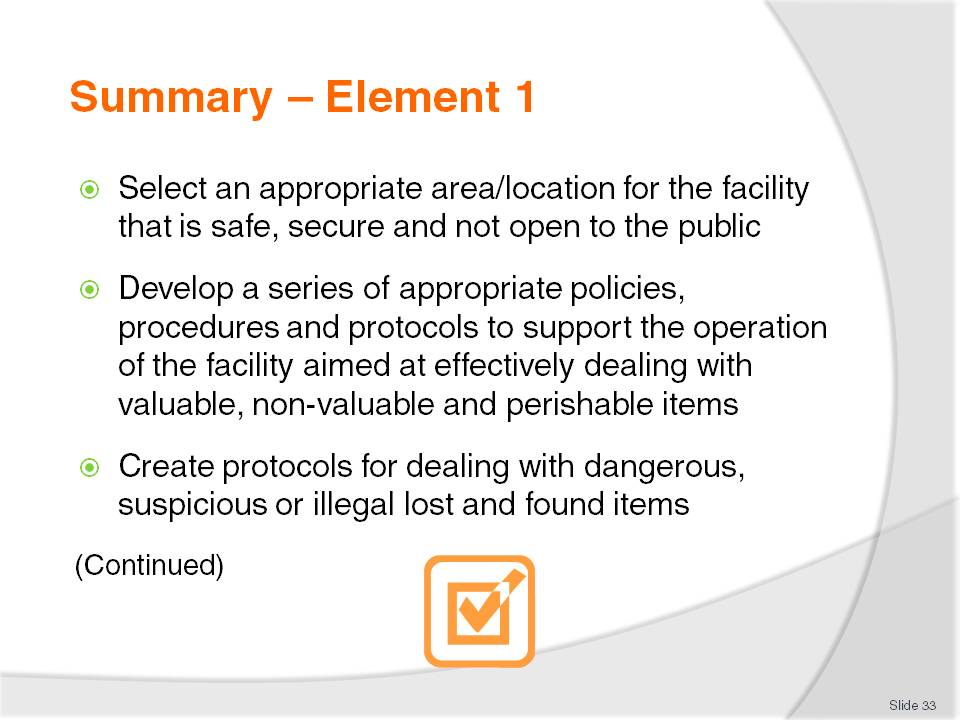 Summary – Element 1
Select an appropriate area/location for the facility
that is safe, secure and not open to the public
Develop a series of appropriate policies,
procedures and protocols to support the operation
of the facility aimed at effectively dealing with
valuable, non-valuable and perishable items
Create protocols for dealing with dangerous,
suspicious or illegal lost and found items
(Continued)
Slide 33